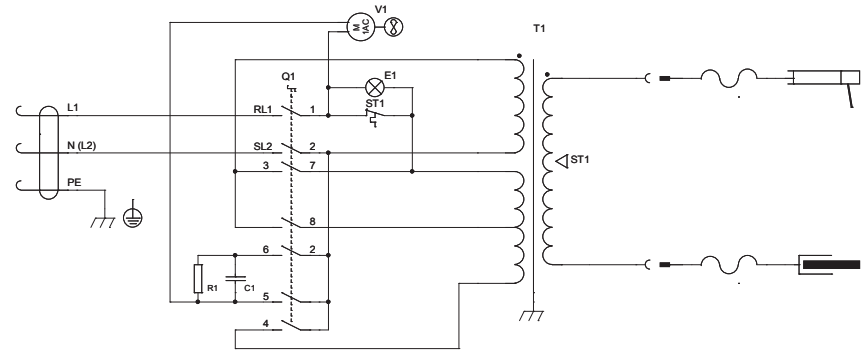 V1
M
1AC
T1
Q1
E1
ST1
L1
RL1 1
N (L2)
SL2 2
3 7
ST1
PE
8
6 2
R1 C1
5
4